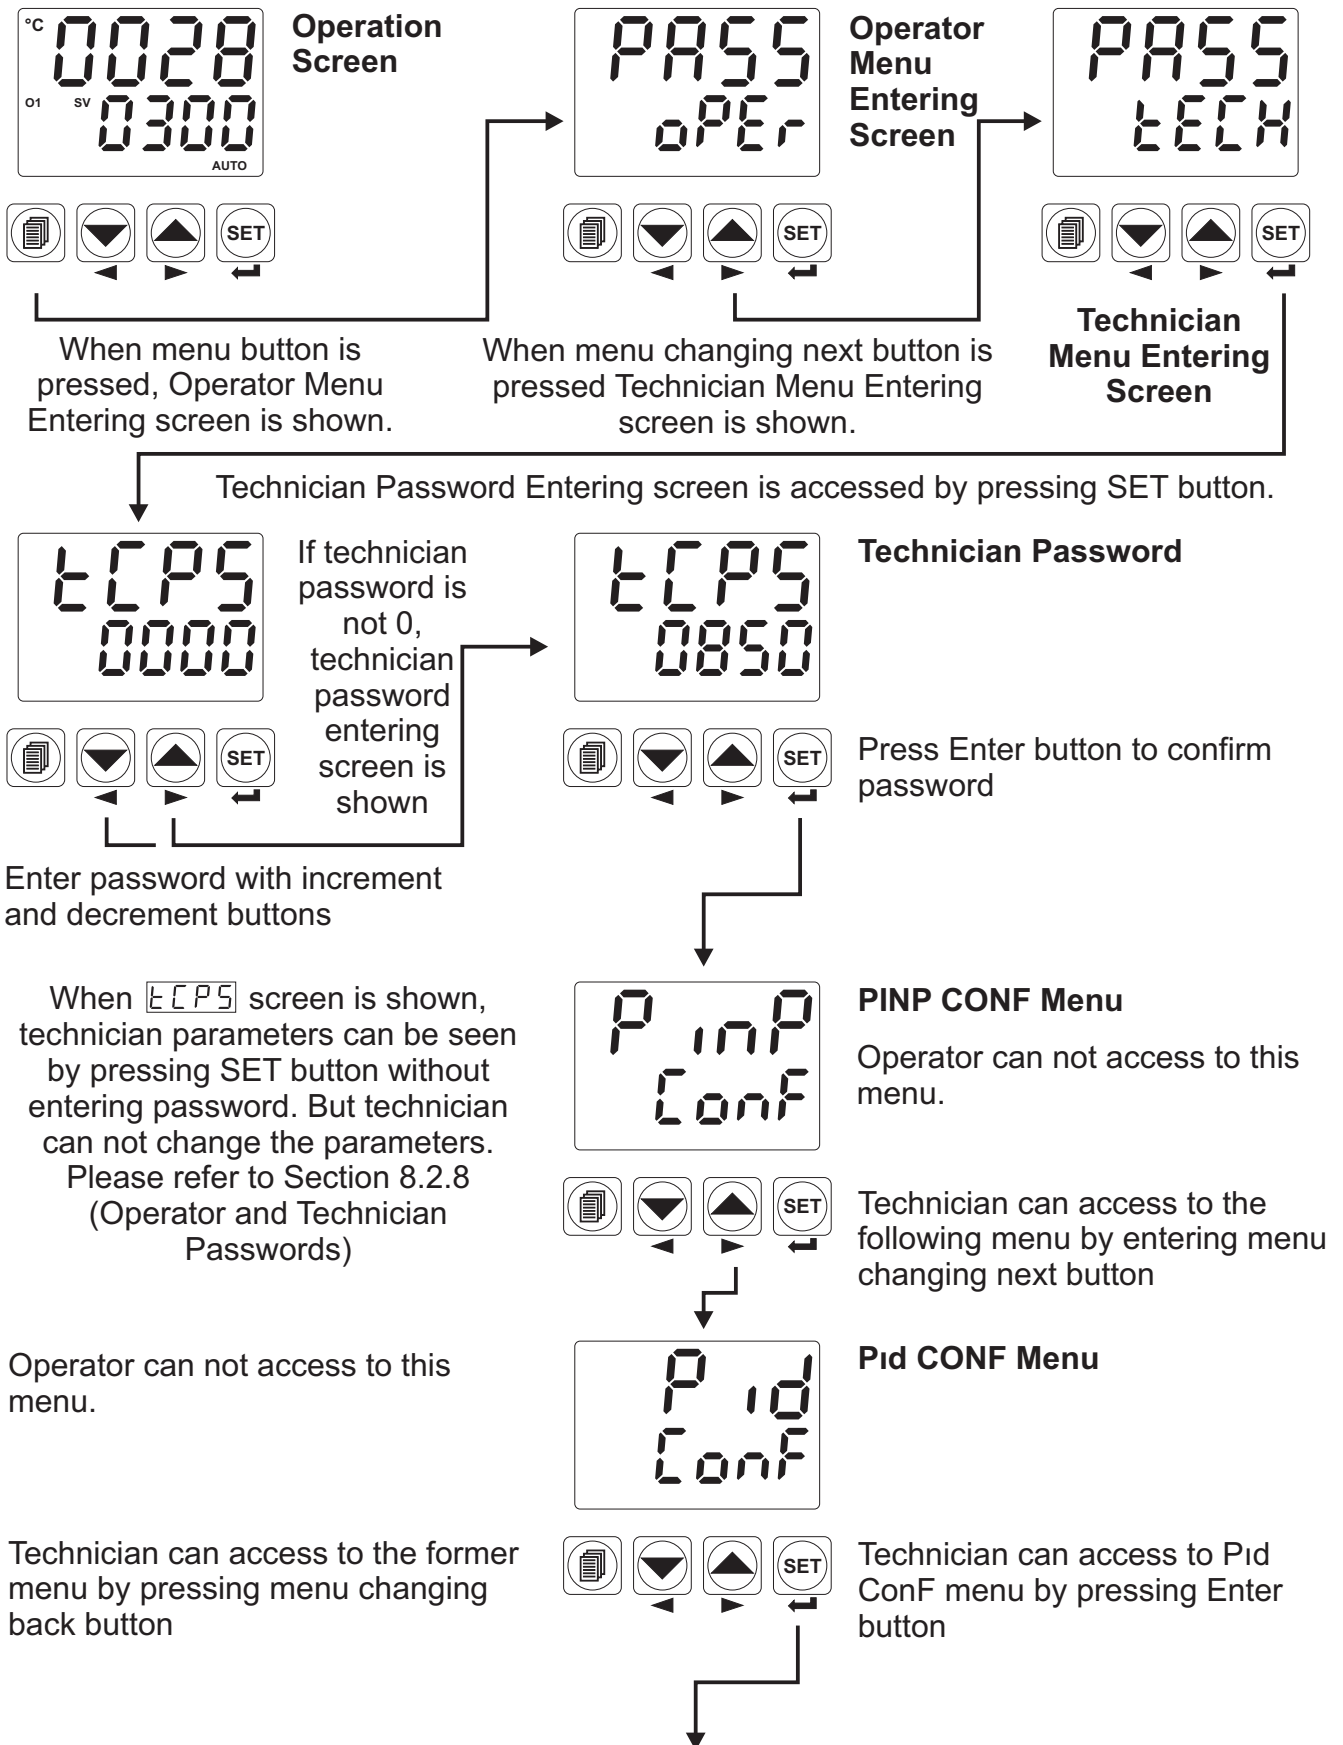 °C 0028
O1 SV 0300
AUTO
Operation
Screen
PASS
oPEr
Operator
Menu
Entering
Screen
PASS
tECH
SET
SET
SET
When menu button is
pressed, Operator Menu
Entering screen is shown.
When menu changing next button is
pressed Technician Menu Entering
screen is shown.
Technician
Menu Entering
Screen
Technician Password Entering screen is accessed by pressing SET button.
tCPS
0000
If technician
password is
not 0,
technician
password
entering
screen is
shown
tCPS
0850
Technician Password
SET
SET
Press Enter button to confirm
password
Enter password with increment
and decrement buttons
When tCPS screen is shown,
technician parameters can be seen
by pressing SET button without
entering password. But technician
can not change the parameters.
Please refer to Section 8.2.8
(Operator and Technician
Passwords)
PınP
ConF
PINP CONF Menu
Operator can not access to this
menu.
SET
Technician can access to the
following menu by entering menu
changing next button
Operator can not access to this
menu.
Pıd
ConF
Pıd CONF Menu
Technician can access to the former
menu by pressing menu changing
back button
SET
Technician can access to Pıd
ConF menu by pressing Enter
button